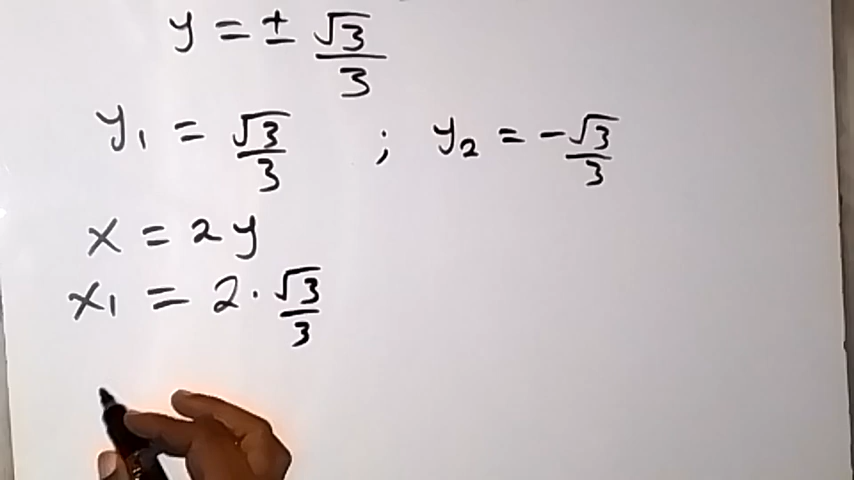 y = ± √3/3
y₁ = √3/3 ; y₂ = -√3/3
x = 2y
x₁ = 2 · √3/3